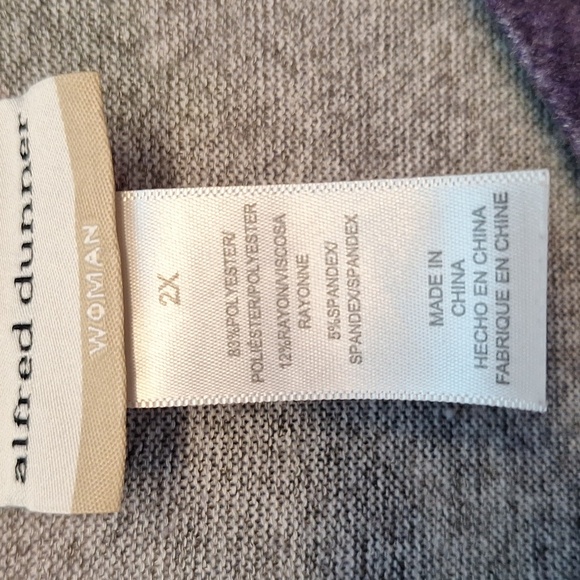 alfred dunner
WOMAN
2X
83%POLYESTER/
POLIÉSTER/POLYESTER
12%RAYON/VISCOSA
RAYONNE
5%SPANDEX/
SPANDEX/SPANDEX
MADE IN
CHINA
HECHO EN CHINA
FABRIQUE EN CHINE